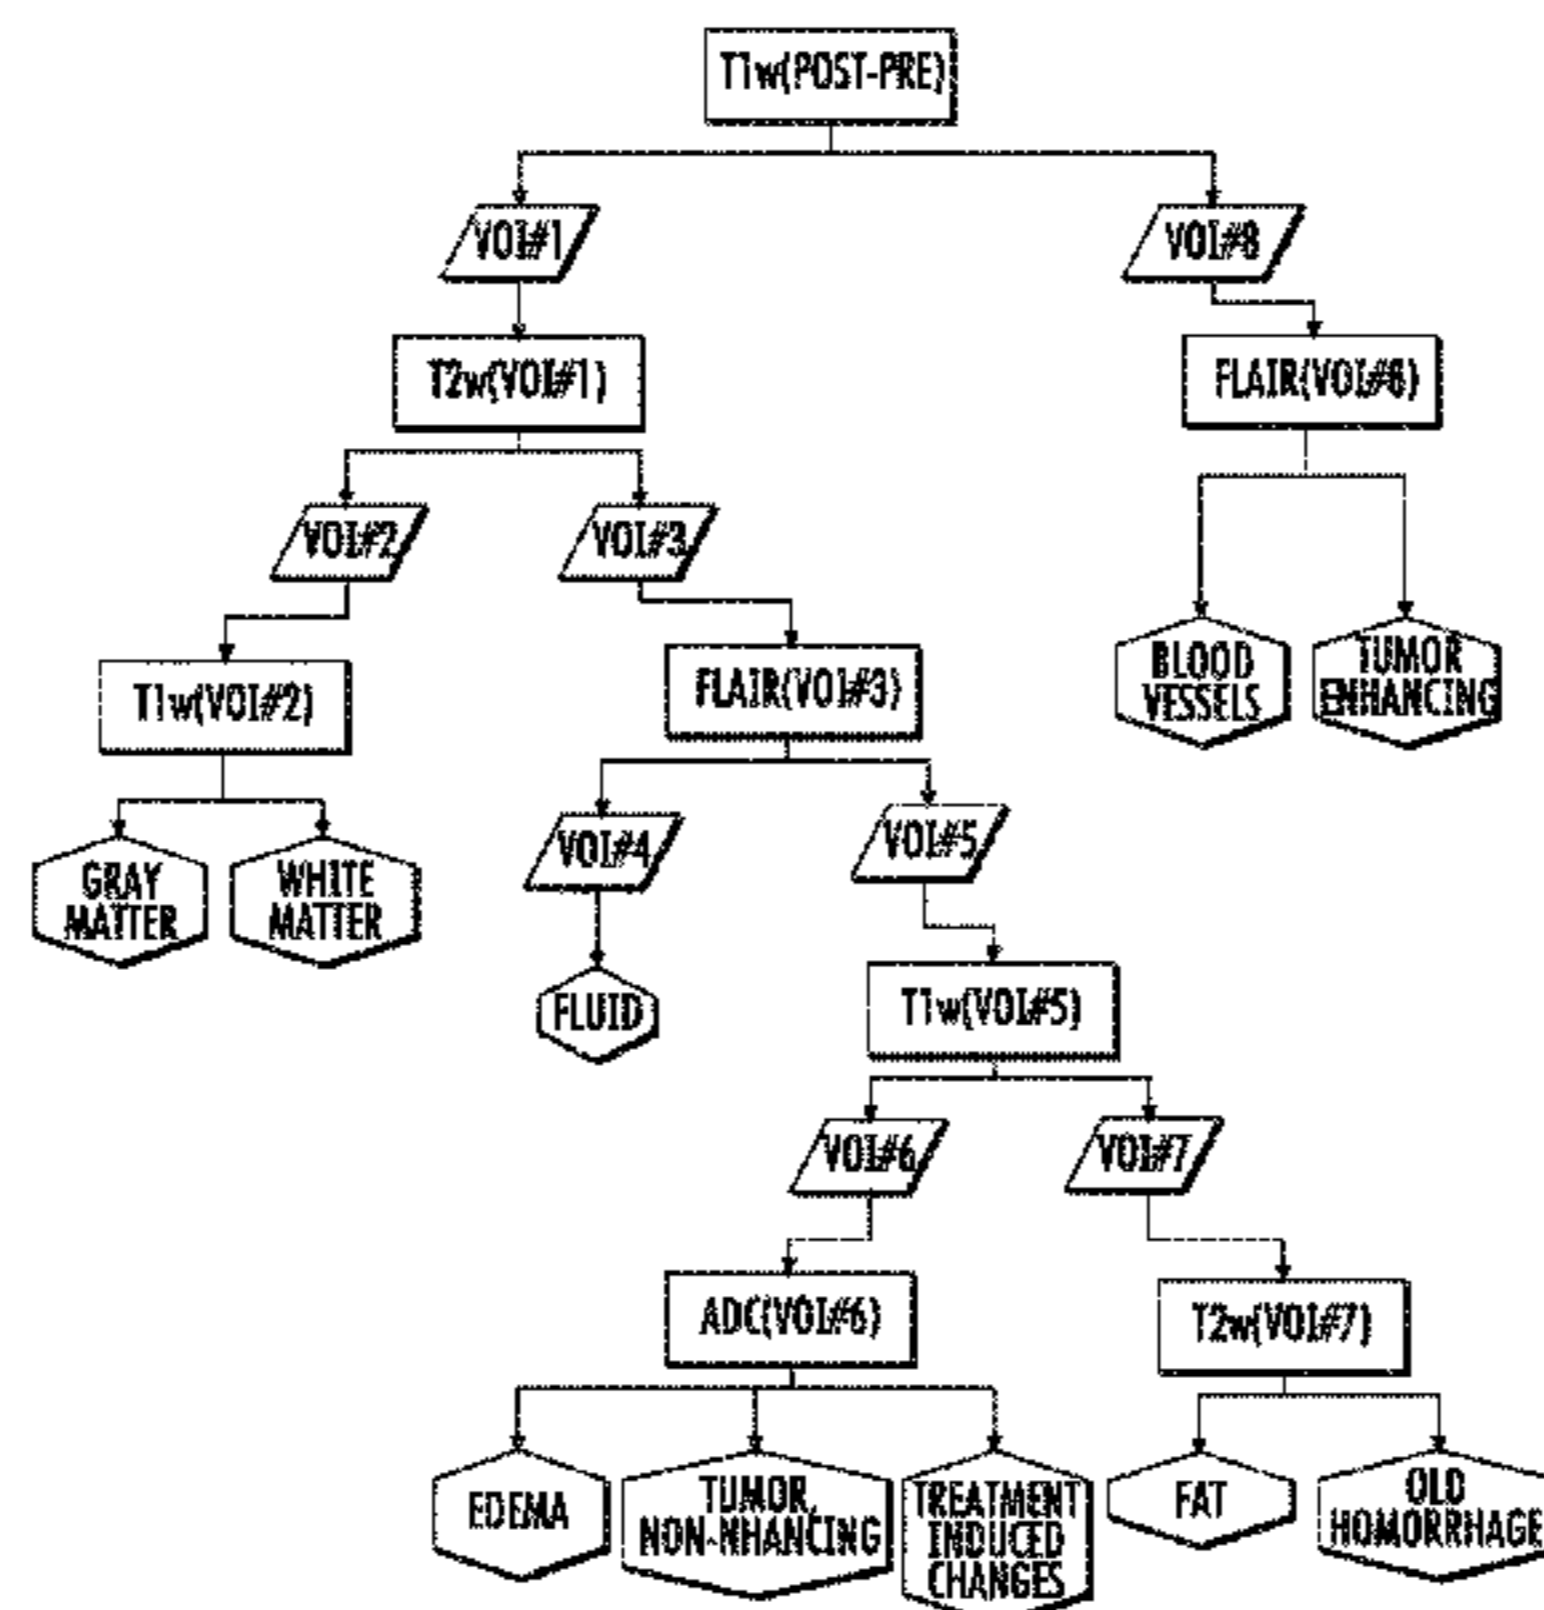 T1w(POST-PRE)
VOI#1
VOI#8
T2w(VOI#1)
FLAIR(VOI#8)
VOI#2
VOI#3
T1w(VOI#2)
FLAIR(VOI#3)
BLOOD
VESSELS
TUMOR
ENHANCING
VOI#4
VOI#5
GRAY
MATTER
WHITE
MATTER
FLUID
T1w(VOI#5)
VOI#6
VOI#7
ADC(VOI#6)
T2w(VOI#7)
EDEMA
TUMOR,
NON-NHANCING
TREATMENT
INDUCED
CHANGES
FAT
OLD
HOMORRHAGE